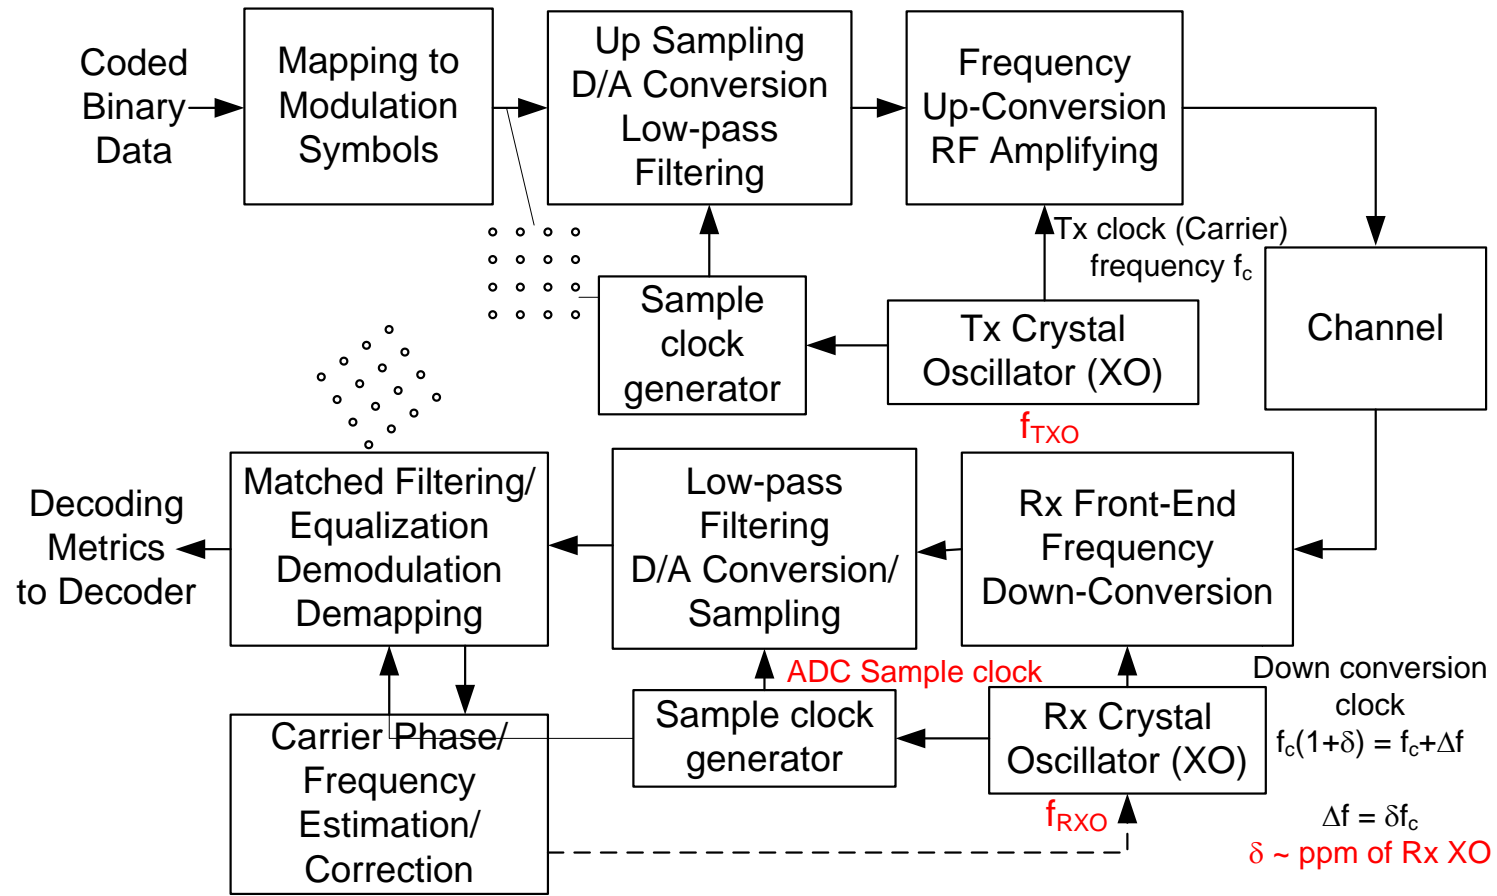 Coded
Binary
Data
Mapping to
Modulation
Symbols
Up Sampling
D/A Conversion
Low-pass
Filtering
Frequency
Up-Conversion
RF Amplifying
Tx clock (Carrier)
frequency fc
Sample
clock
generator
Tx Crystal
Oscillator (XO)
fTXO
Channel
Decoding
Metrics
to Decoder
Matched Filtering/
Equalization
Demodulation
Demapping
Low-pass
Filtering
D/A Conversion/
Sampling
Rx Front-End
Frequency
Down-Conversion
ADC Sample clock
Carrier Phase/
Frequency
Estimation/
Correction
Sample clock
generator
Rx Crystal
Oscillator (XO)
fRXO
Down conversion
clock
fc(1+δ) = fc+Δf
Δf = δfc
δ ~ ppm of Rx XO